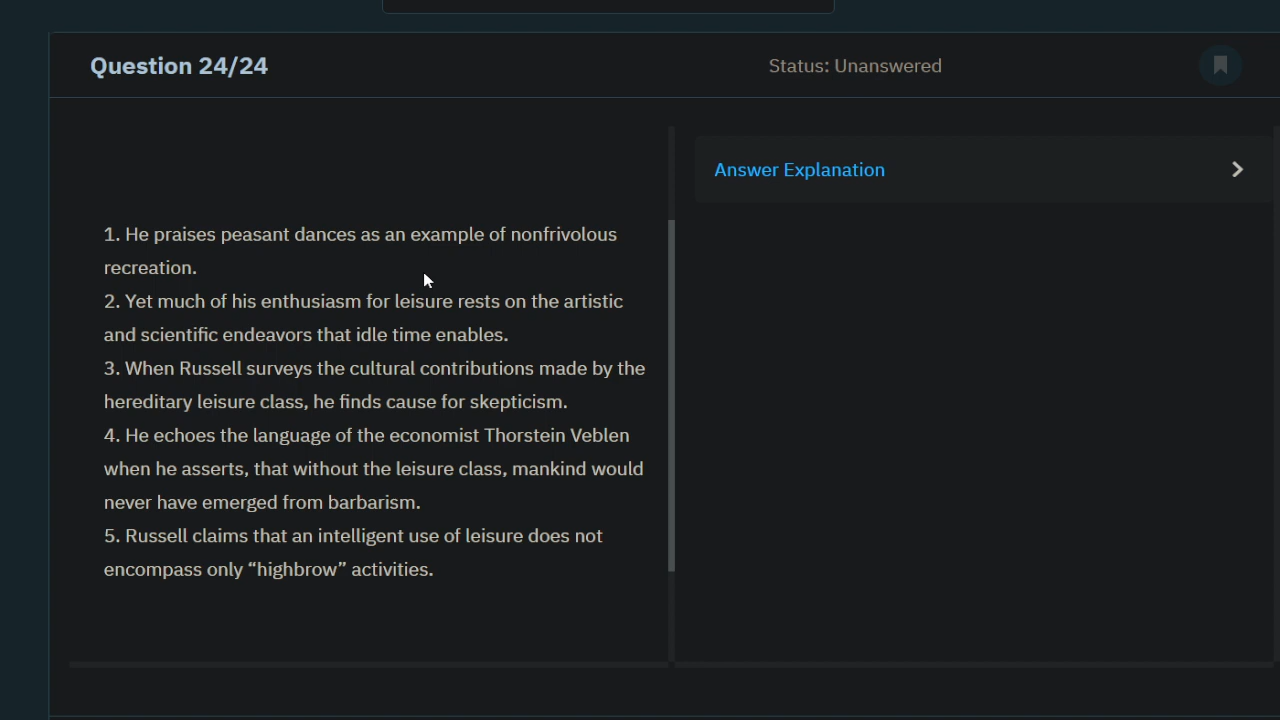 Question 24/24
Status: Unanswered
Answer Explanation
1. He praises peasant dances as an example of nonfrivolous
recreation.
2. Yet much of his enthusiasm for leisure rests on the artistic
and scientific endeavors that idle time enables.
3. When Russell surveys the cultural contributions made by the
hereditary leisure class, he finds cause for skepticism.
4. He echoes the language of the economist Thorstein Veblen
when he asserts, that without the leisure class, mankind would
never have emerged from barbarism.
5. Russell claims that an intelligent use of leisure does not
encompass only “highbrow” activities.